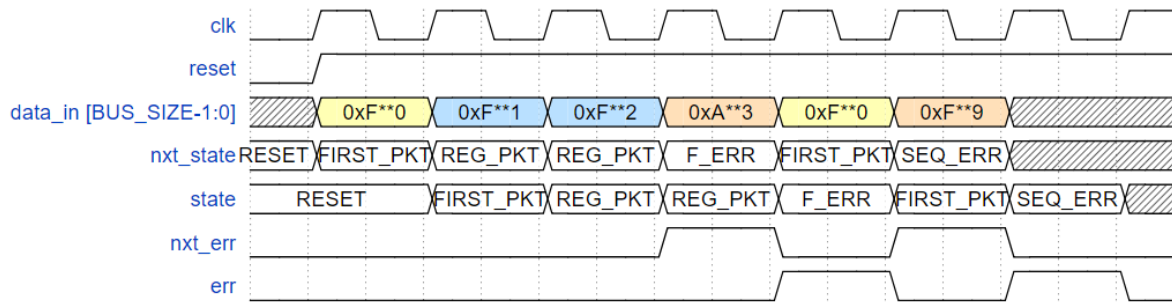 clk
reset
data_in [BUS_SIZE-1:0] 0xF**0 0xF**1 0xF**2 0xA**3 0xF**0 0xF**9
nxt_state RESET FIRST_PKT REG_PKT REG_PKT F_ERR FIRST_PKT SEQ_ERR
state RESET FIRST_PKT REG_PKT REG_PKT F_ERR FIRST_PKT SEQ_ERR
nxt_err
err